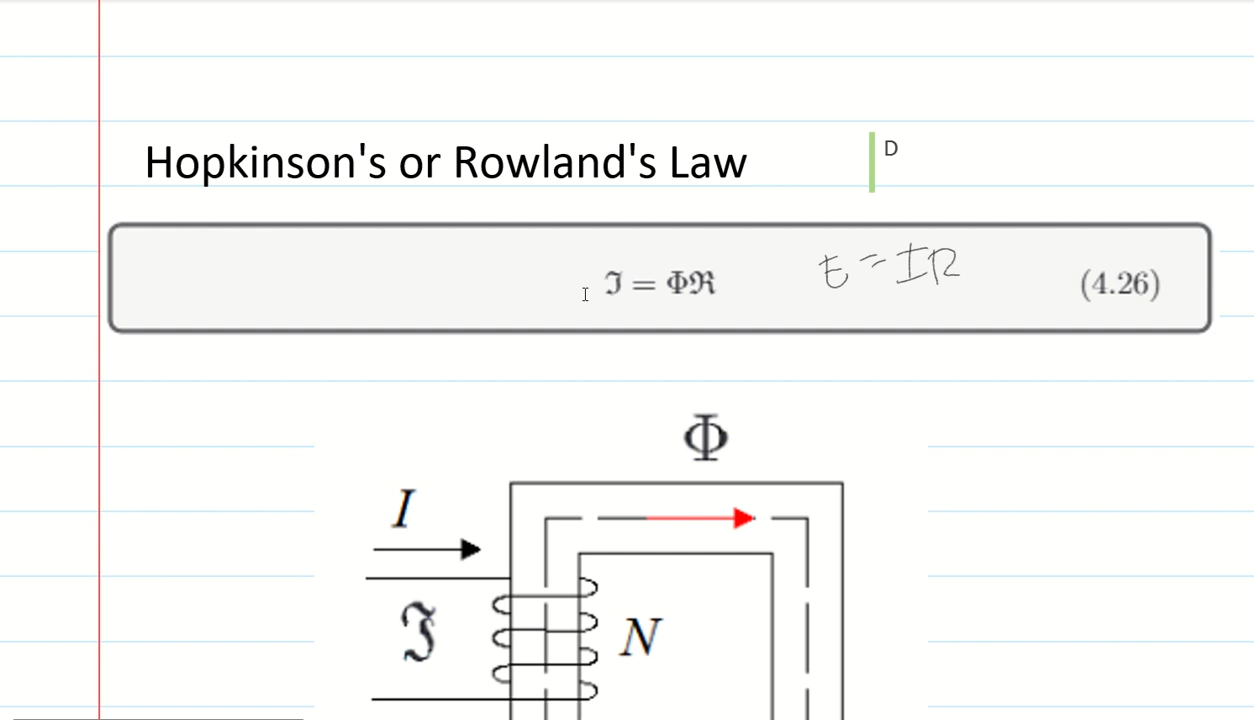 Hopkinson's or Rowland's Law
D
ℑ = Φℜ E = IR (4.26)
Φ
I
ℑ
N